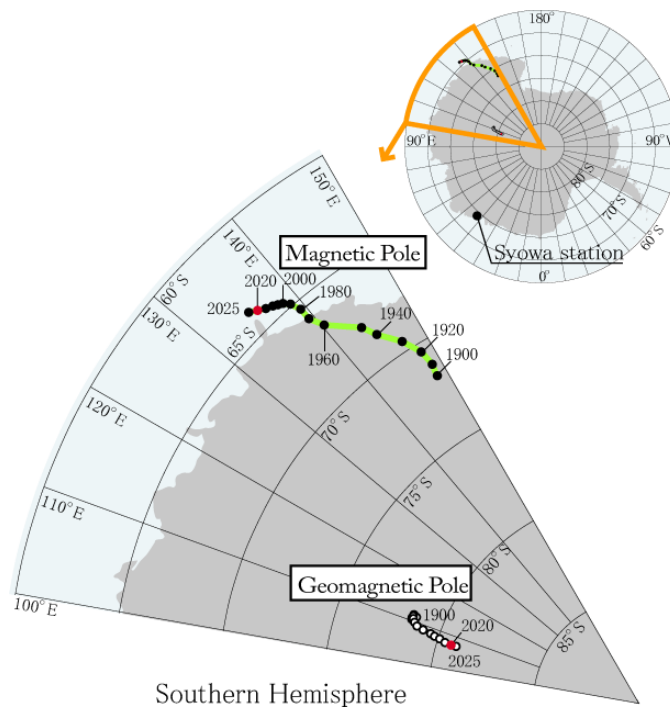 180°
90°E
90°W
80°S
70°S
60°S
Syowa station
0°
150°E
140°E
Magnetic Pole
60°S
130°E
2025
2020
2000
1980
1960
1940
1920
1900
65°S
120°E
70°S
75°S
110°E
80°S
100°E
Geomagnetic Pole
1900
2020
2025
85°S
Southern Hemisphere